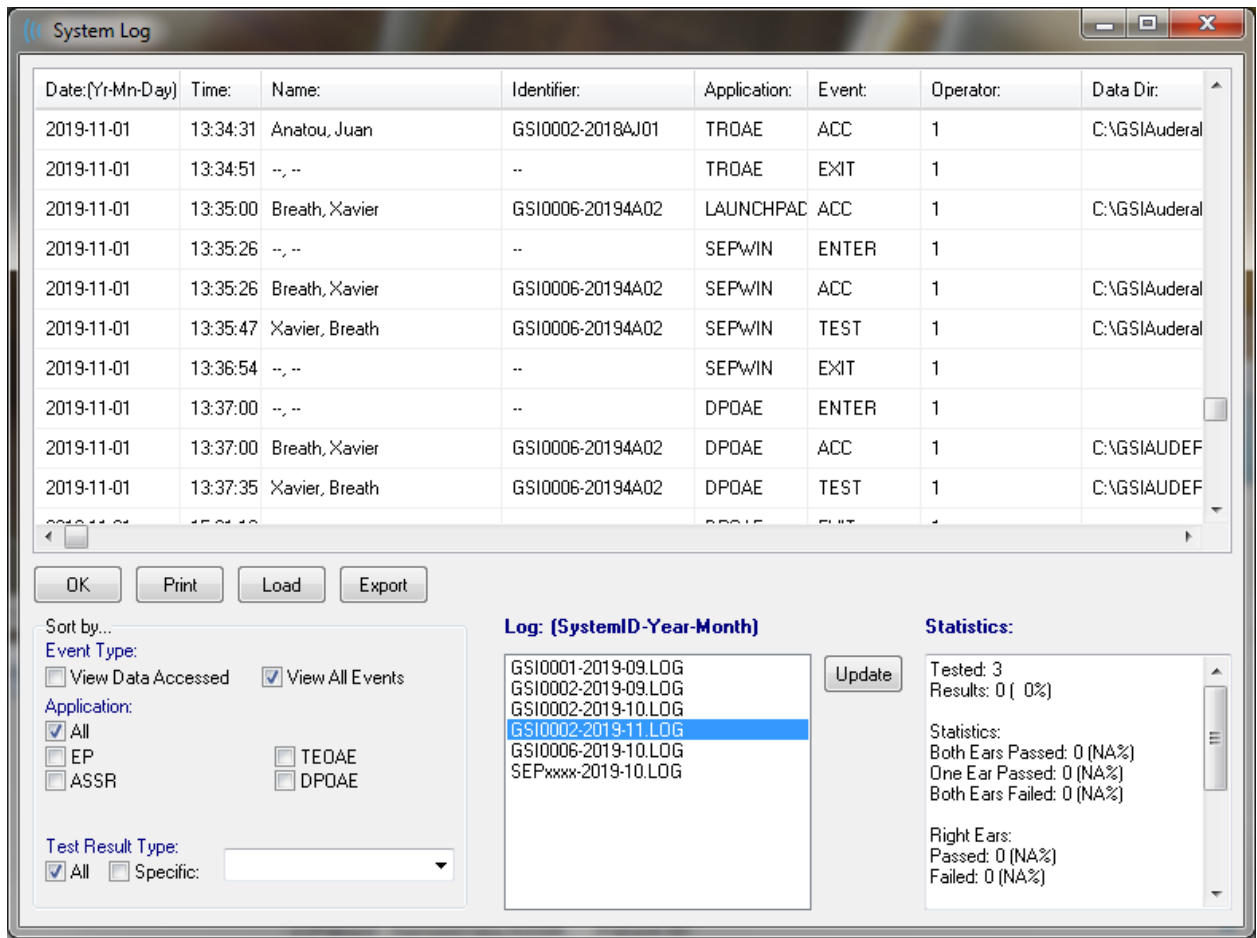 System Log
Date:(Yr-Mn-Day) Time: Name: Identifier: Application: Event: Operator: Data Dir:
2019-11-01 13:34:31 Anatou, Juan GSI0002-2018AJ01 TROAE ACC 1 C:\GSIAuderal
2019-11-01 13:34:51 --, -- -- TROAE EXIT 1
2019-11-01 13:35:00 Breath, Xavier GSI0006-20194A02 LAUNCHPAD ACC 1 C:\GSIAuderal
2019-11-01 13:35:26 --, -- -- SEPWIN ENTER 1
2019-11-01 13:35:26 Breath, Xavier GSI0006-20194A02 SEPWIN ACC 1 C:\GSIAuderal
2019-11-01 13:35:47 Xavier, Breath GSI0006-20194A02 SEPWIN TEST 1 C:\GSIAuderal
2019-11-01 13:36:54 --, -- -- SEPWIN EXIT 1
2019-11-01 13:37:00 --, -- -- DPOAE ENTER 1
2019-11-01 13:37:00 Breath, Xavier GSI0006-20194A02 DPOAE ACC 1 C:\GSIAUDEF
2019-11-01 13:37:35 Xavier, Breath GSI0006-20194A02 DPOAE TEST 1 C:\GSIAUDEF
OK Print Load Export
Sort by...
Event Type:
View Data Accessed View All Events
Application:
All
EP TEOAE
ASSR DPOAE
Test Result Type:
All Specific:
Log: (SystemID-Year-Month)
GSI0001-2019-09.LOG
GSI0002-2019-09.LOG
GSI0002-2019-10.LOG
GSI0002-2019-11.LOG
GSI0006-2019-10.LOG
SEPxxxx-2019-10.LOG
Update
Statistics:
Tested: 3
Results: 0 ( 0%)
Statistics:
Both Ears Passed: 0 (NA%)
One Ear Passed: 0 (NA%)
Both Ears Failed: 0 (NA%)
Right Ears:
Passed: 0 (NA%)
Failed: 0 (NA%)